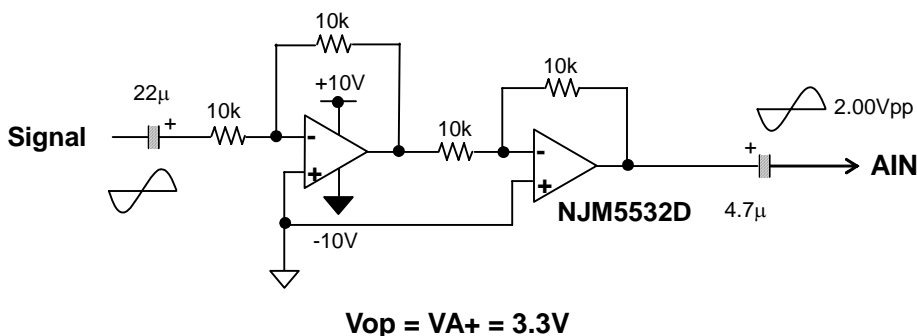 10k
10k
+10V
22μ
10k
10k
2.00Vpp
Signal
+
-
-
+
AIN
+
+
NJM5532D
4.7μ
-10V
Vop = VA+ = 3.3V